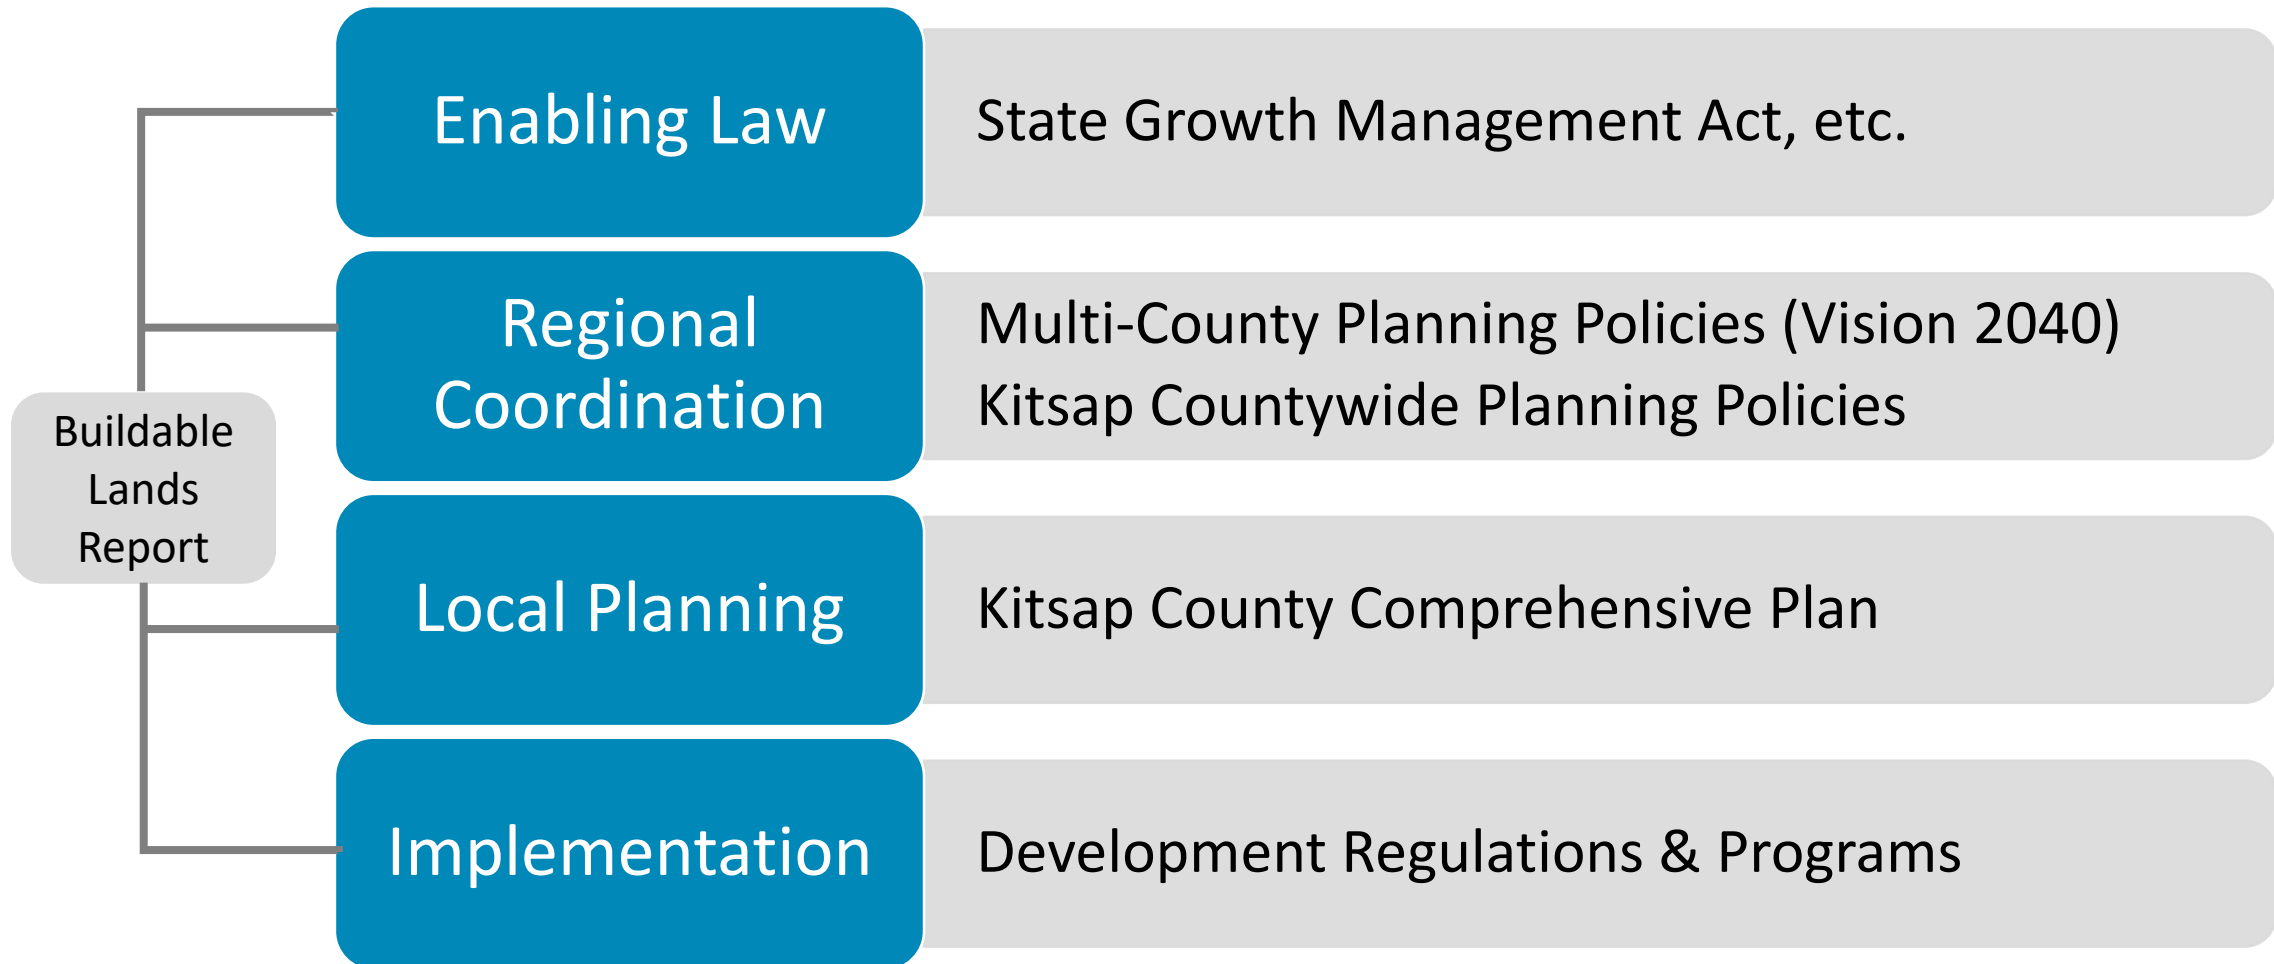 Buildable
Lands
Report
Enabling Law
State Growth Management Act, etc.
Regional
Coordination
Multi-County Planning Policies (Vision 2040)
Kitsap Countywide Planning Policies
Local Planning
Kitsap County Comprehensive Plan
Implementation
Development Regulations & Programs